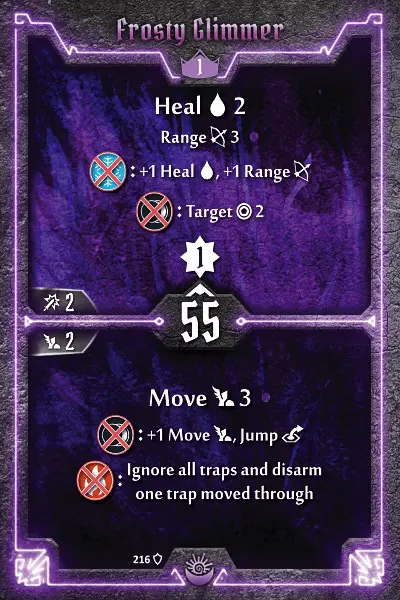 Frosty Glimmer
1
Heal 2
Range 3
: +1 Heal , +1 Range
: Target 2
1
2
55
2
Move 3
: +1 Move , Jump
: Ignore all traps and disarm
one trap moved through
216